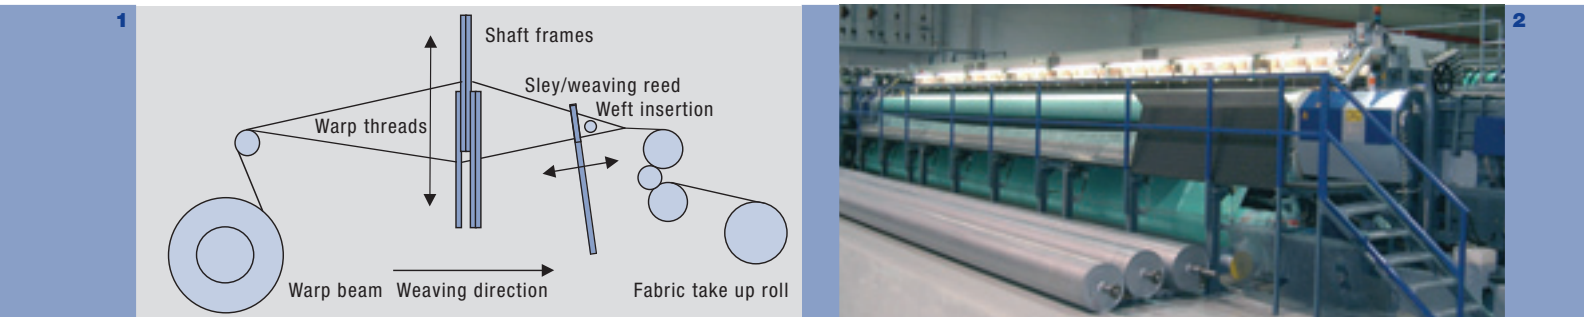 1
Shaft frames
Sley/weaving reed
Weft insertion
Warp threads
Warp beam
Weaving direction
Fabric take up roll
2